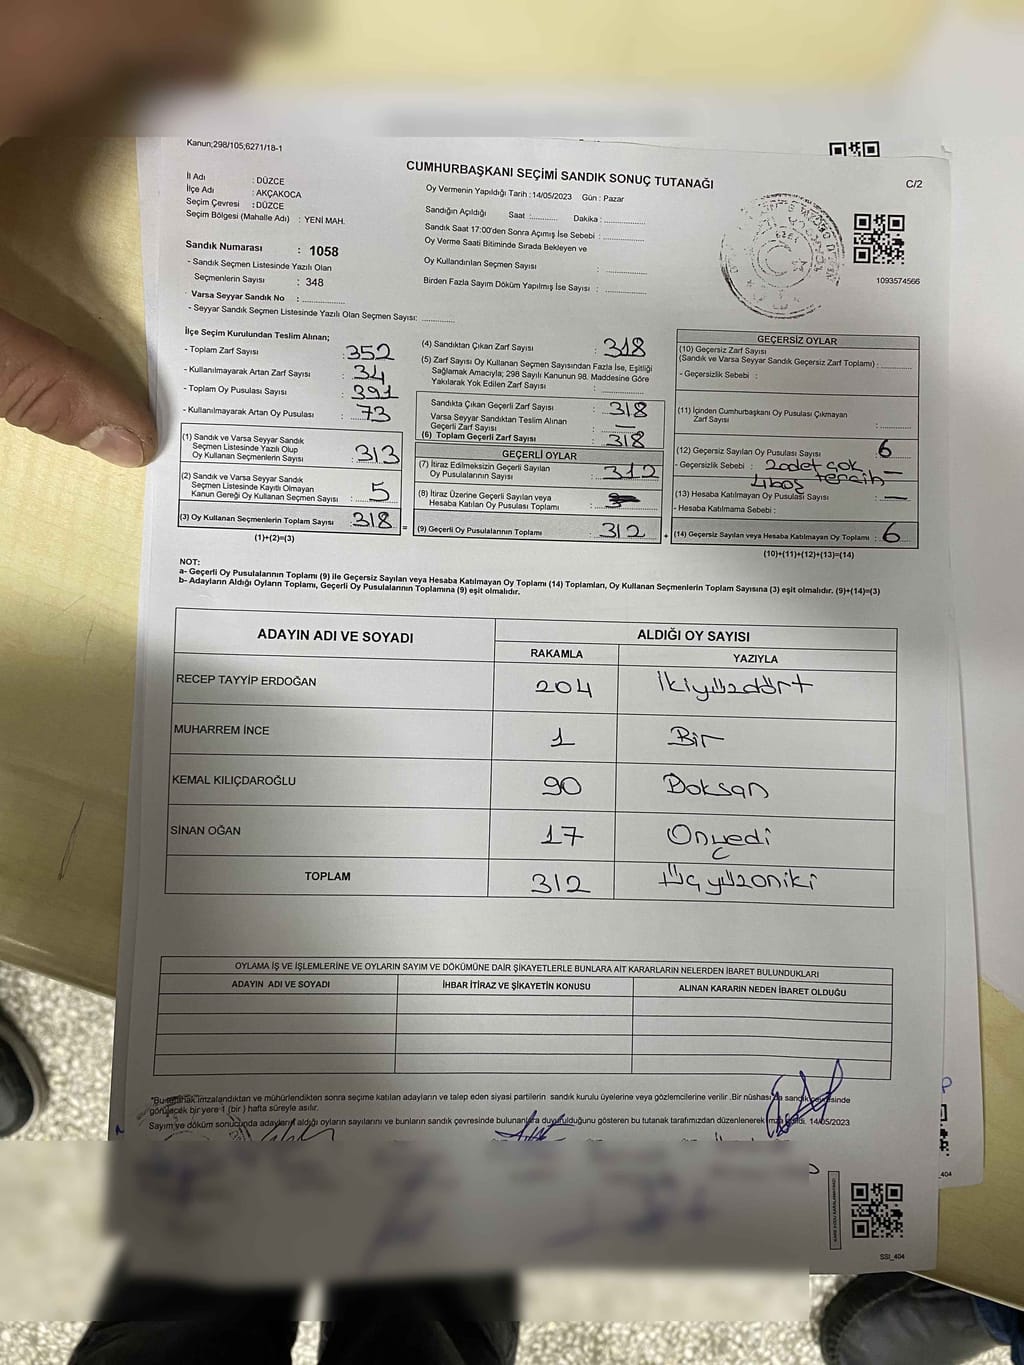 Kanun;298/105;6271/18-1
CUMHURBAŞKANI SEÇİMİ SANDIK SONUÇ TUTANAĞI
C/2
İl Adı : DÜZCE
İlçe Adı : AKÇAKOCA
Seçim Çevresi : DÜZCE
Seçim Bölgesi (Mahalle Adı) : YENİ MAH.
Sandık Numarası : 1058
- Sandık Seçmen Listesinde Yazılı Olan
Seçmenlerin Sayısı : 348
Varsa Seyyar Sandık No : ............
- Seyyar Sandık Seçmen Listesinde Yazılı Olan Seçmen Sayısı: ............
Oy Vermenin Yapıldığı Tarih : 14/05/2023 Gün : Pazar
Sandığın Açıldığı Saat :........... Dakika :............
Sandık Saat 17:00'den Sonra Açımış İse Sebebi : ............
Oy Verme Saati Bitiminde Sırada Bekleyen ve
Oy Kullandırılan Seçmen Sayısı : ............
Birden Fazla Sayım Döküm Yapılmış İse Sayısı : ............
1093574566
İlçe Seçim Kurulundan Teslim Alınan;
- Toplam Zarf Sayısı : 352
- Kullanılmayarak Artan Zarf Sayısı : 34
- Toplam Oy Pusulası Sayısı : 391
- Kullanılmayarak Artan Oy Pusulası : 73
(1) Sandık ve Varsa Seyyar Sandık
Seçmen Listesinde Yazılı Olup
Oy Kullanan Seçmenlerin Sayısı : 313
(2) Sandık ve Varsa Seyyar Sandık
Seçmen Listesinde Kayıtlı Olmayan
Kanun Gereği Oy Kullanan Seçmen Sayısı : 5
(3) Oy Kullanan Seçmenlerin Toplam Sayısı : 318 =
(1)+(2)=(3)
(4) Sandıktan Çıkan Zarf Sayısı : 318
(5) Zarf Sayısı Oy Kullanan Seçmen Sayısından Fazla İse, Eşitliği
Sağlamak Amacıyla; 298 Sayılı Kanunun 98. Maddesine Göre
Yakılarak Yok Edilen Zarf Sayısı : ............
Sandıkta Çıkan Geçerli Zarf Sayısı : 318
Varsa Seyyar Sandıktan Teslim Alınan
Geçerli Zarf Sayısı : —
(6) Toplam Geçerli Zarf Sayısı : 318
GEÇERLİ OYLAR
(7) İtiraz Edilmeksizin Geçerli Sayılan
Oy Pusulalarının Sayısı : 312
(8) İtiraz Üzerine Geçerli Sayılan veya
Hesaba Katılan Oy Pusulası Toplamı :
(9) Geçerli Oy Pusulalarının Toplamı : 312 +
GEÇERSİZ OYLAR
(10) Geçersiz Zarf Sayısı
(Sandık ve Varsa Seyyar Sandık Geçersiz Zarf Toplamı) : ............
- Geçersizlik Sebebi :
(11) İçinden Cumhurbaşkanı Oy Pusulası Çıkmayan
Zarf Sayısı : ............
(12) Geçersiz Sayılan Oy Pusulası Sayısı : 6
- Geçersizlik Sebebi : 2 adet çok —
4 boş tercih
(13) Hesaba Katılmayan Oy Pusulası Sayısı : —
- Hesaba Katılmama Sebebi :
(14) Geçersiz Sayılan veya Hesaba Katılmayan Oy Toplamı : 6
(10)+(11)+(12)+(13)=(14)
NOT:
a- Geçerli Oy Pusulalarının Toplamı (9) ile Geçersiz Sayılan veya Hesaba Katılmayan Oy Toplamı (14) Toplamları, Oy Kullanan Seçmenlerin Toplam Sayısına (3) eşit olmalıdır. (9)+(14)=(3)
b- Adayların Aldığı Oyların Toplamı, Geçerli Oy Pusulalarının Toplamına (9) eşit olmalıdır.
ADAYIN ADI VE SOYADI ALDIĞI OY SAYISI
RAKAMLA YAZIYLA
RECEP TAYYİP ERDOĞAN 204 İkiyüzdört
MUHARREM İNCE 1 Bir
KEMAL KILIÇDAROĞLU 90 Doksan
SİNAN OĞAN 17 Onyedi
TOPLAM 312 Üçyüzoniki
OYLAMA İŞ VE İŞLEMLERİNE VE OYLARIN SAYIM VE DÖKÜMÜNE DAİR ŞİKAYETLERLE BUNLARA AİT KARARLARIN NELERDEN İBARET BULUNDUKLARI
ADAYIN ADI VE SOYADI İHBAR İTİRAZ VE ŞİKAYETİN KONUSU ALINAN KARARIN NEDEN İBARET OLDUĞU
"Bu tutanak imzalandıktan ve mühürlendikten sonra seçime katılan adayların ve talep eden siyasi partilerin sandık kurulu üyelerine veya gözlemcilerine verilir .Bir nüshası da sandık çevresinde
görülecek bir yere 1 (bir ) hafta süreyle asılır.
Sayım ve döküm sonucunda adayların aldığı oyların sayılarını ve bunların sandık çevresinde bulunanlara duyurulduğunu gösteren bu tutanak tarafımızdan düzenlenerek imza edildi. 14/05/2023
SSI_404
_404